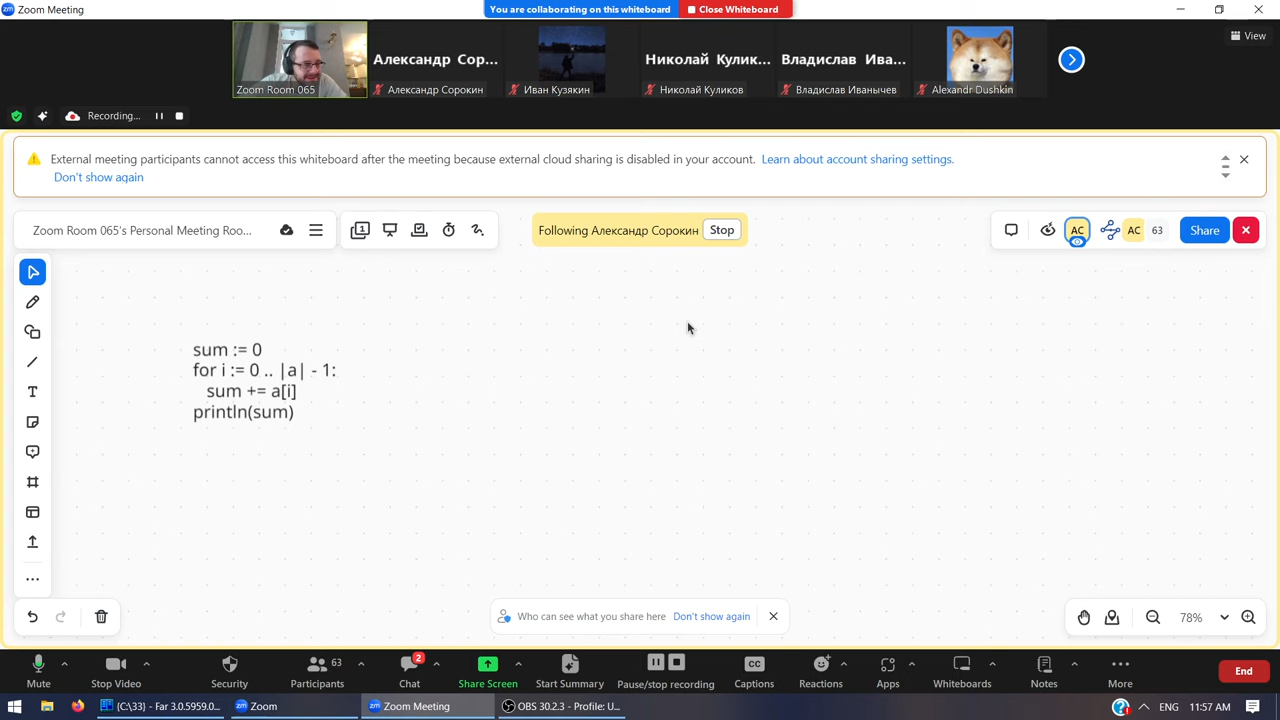 Zoom Meeting
You are collaborating on this whiteboard
Close Whiteboard
Zoom Room 065
Александр Сор...
Александр Сорокин
Иван Кузякин
Николай Кулик...
Николай Куликов
Владислав Ива...
Владислав Иванычев
Alexandr Dushkin
View
Recording...
External meeting participants cannot access this whiteboard after the meeting because external cloud sharing is disabled in your account. Learn about account sharing settings.
Don't show again
Zoom Room 065's Personal Meeting Roo...
1
Following Александр Сорокин
Stop
AC
AC
63
Share
sum := 0
for i := 0 .. |a| - 1:
sum += a[i]
println(sum)
Who can see what you share here
Don't show again
78%
Mute
Stop Video
Security
63
Participants
2
Chat
Share Screen
Start Summary
Pause/stop recording
CC
Captions
Reactions
Apps
Whiteboards
Notes
More
End
(C:\33) - Far 3.0.5959.0...
zm
Zoom
zm
Zoom Meeting
OBS 30.2.3 - Profile: U...
ENG
11:57 AM